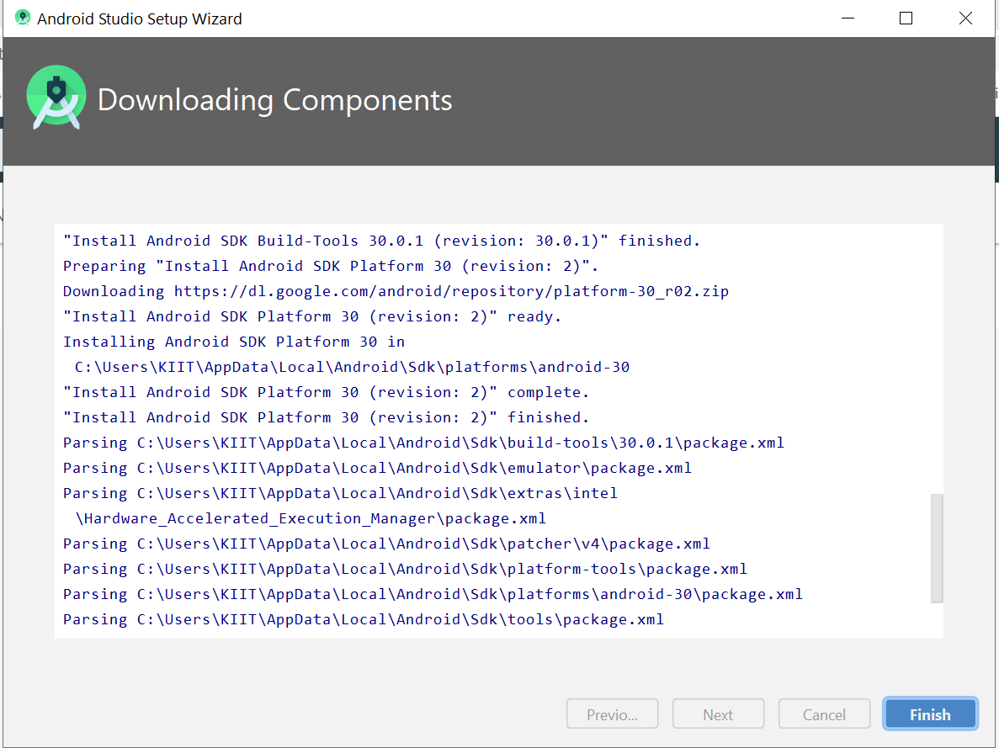 Android Studio Setup Wizard
Downloading Components
"Install Android SDK Build-Tools 30.0.1 (revision: 30.0.1)" finished.
Preparing "Install Android SDK Platform 30 (revision: 2)".
Downloading https://dl.google.com/android/repository/platform-30_r02.zip
"Install Android SDK Platform 30 (revision: 2)" ready.
Installing Android SDK Platform 30 in
C:\Users\KIIT\AppData\Local\Android\Sdk\platforms\android-30
"Install Android SDK Platform 30 (revision: 2)" complete.
"Install Android SDK Platform 30 (revision: 2)" finished.
Parsing C:\Users\KIIT\AppData\Local\Android\Sdk\build-tools\30.0.1\package.xml
Parsing C:\Users\KIIT\AppData\Local\Android\Sdk\emulator\package.xml
Parsing C:\Users\KIIT\AppData\Local\Android\Sdk\extras\intel
\Hardware_Accelerated_Execution_Manager\package.xml
Parsing C:\Users\KIIT\AppData\Local\Android\Sdk\patcher\v4\package.xml
Parsing C:\Users\KIIT\AppData\Local\Android\Sdk\platform-tools\package.xml
Parsing C:\Users\KIIT\AppData\Local\Android\Sdk\platforms\android-30\package.xml
Parsing C:\Users\KIIT\AppData\Local\Android\Sdk\tools\package.xml
Previo... Next Cancel Finish